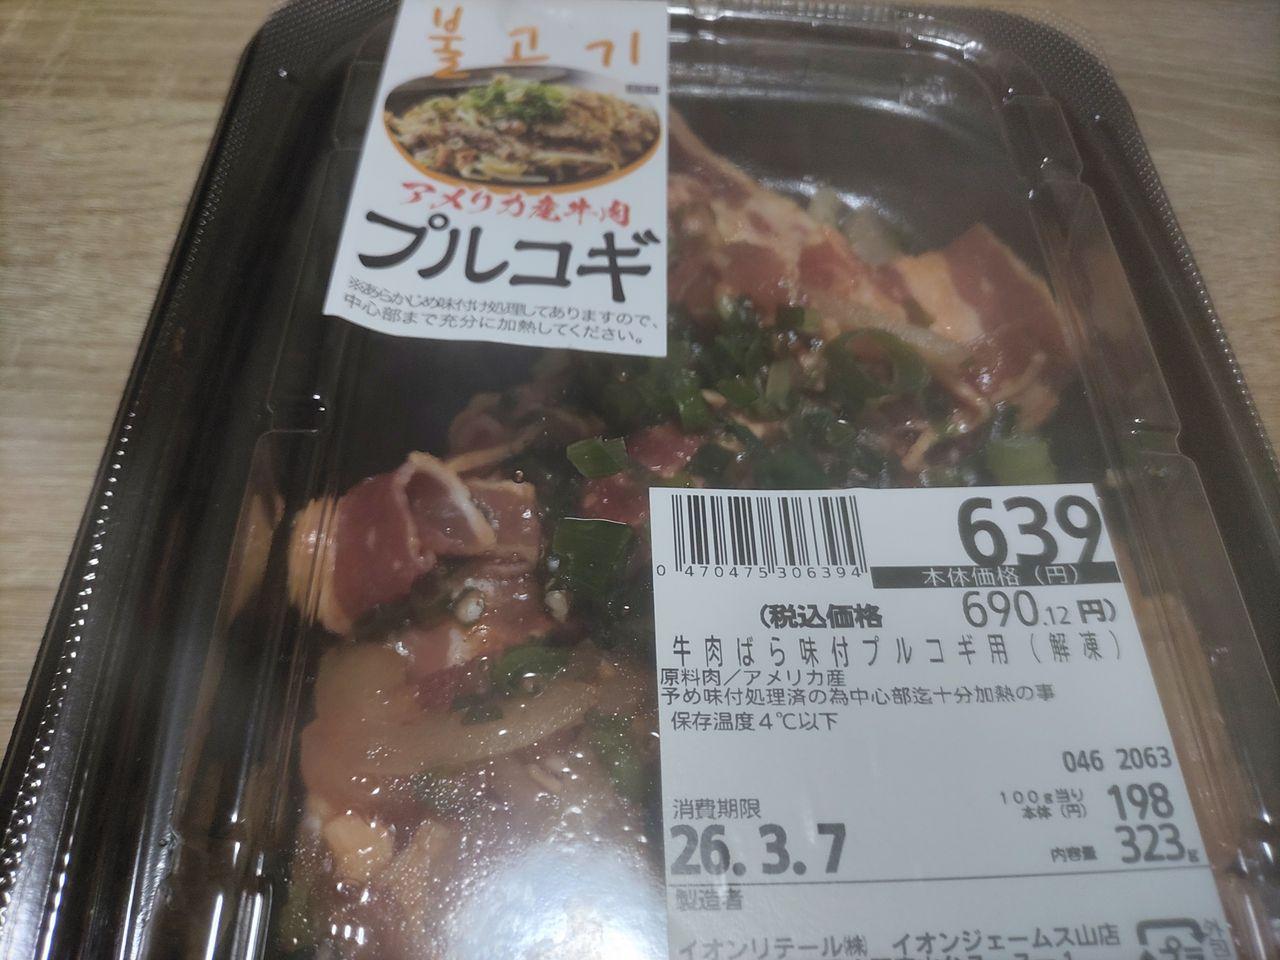 불고기
アメリカ産牛肉
プルコギ
※あらかじめ味付け処理してありますので、
中心部まで充分に加熱してください。
0 470475 306394
639
本体価格(円)
(税込価格 690.12円)
牛肉ばら味付プルコギ用(解凍)
原料肉/アメリカ産
予め味付処理済の為中心部迄十分加熱の事
保存温度4℃以下
046 2063
消費期限
26.3.7
100g当り
本体(円) 198
内容量 323g
製造者
イオンリテール㈱ イオンジェームス山店
プラ